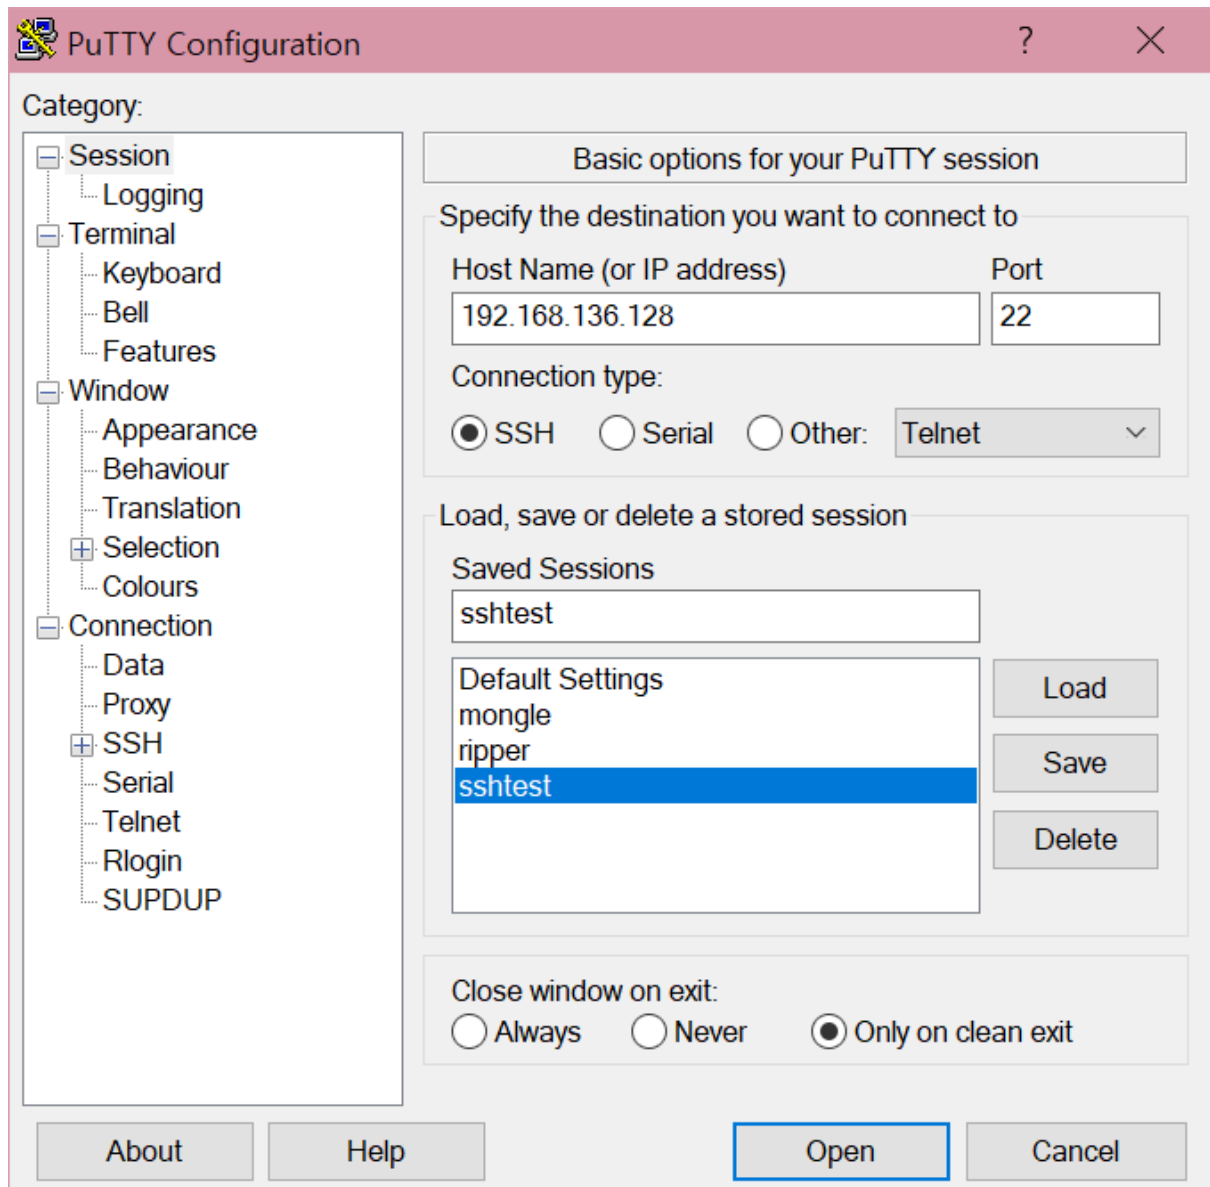 PuTTY Configuration
?
Category:
Session
Logging
Terminal
Keyboard
Bell
Features
Window
Appearance
Behaviour
Translation
Selection
Colours
Connection
Data
Proxy
SSH
Serial
Telnet
Rlogin
SUPDUP
Basic options for your PuTTY session
Specify the destination you want to connect to
Host Name (or IP address) Port
192.168.136.128 22
Connection type:
SSH Serial Other: Telnet
Load, save or delete a stored session
Saved Sessions
sshtest
Default Settings
mongle
ripper
sshtest
Load
Save
Delete
Close window on exit:
Always Never Only on clean exit
About Help Open Cancel